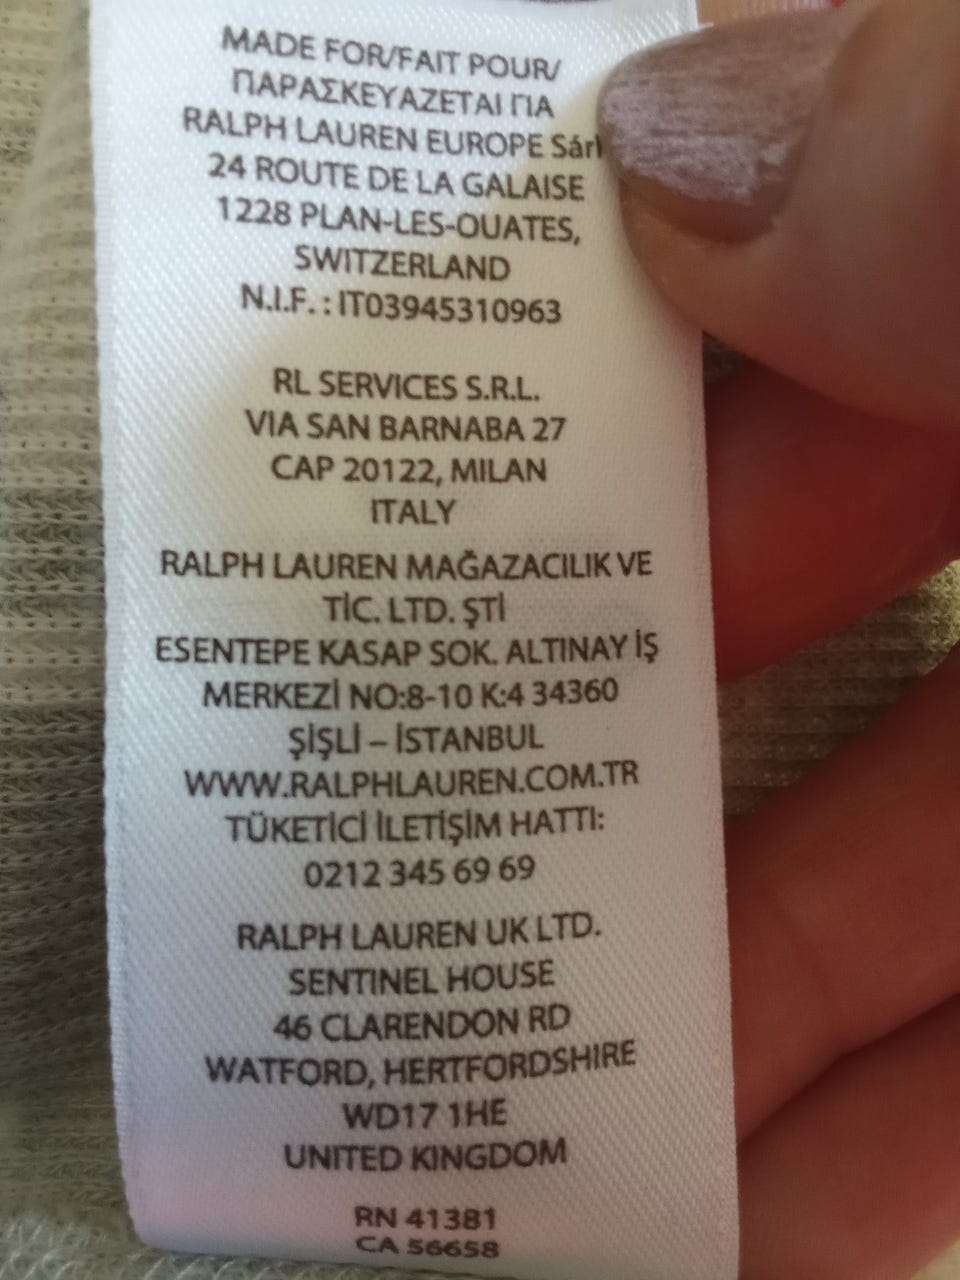 MADE FOR/FAIT POUR/
ΠΑΡΑΣΚΕΥΑΖΕΤΑΙ ΓΙΑ
RALPH LAUREN EUROPE Sárl
24 ROUTE DE LA GALAISE
1228 PLAN-LES-OUATES,
SWITZERLAND
N.I.F. : IT03945310963
RL SERVICES S.R.L.
VIA SAN BARNABA 27
CAP 20122, MILAN
ITALY
RALPH LAUREN MAĞAZACILIK VE
TİC. LTD. ŞTİ
ESENTEPE KASAP SOK. ALTINAY İŞ
MERKEZİ NO:8-10 K:4 34360
ŞİŞLİ – İSTANBUL
WWW.RALPHLAUREN.COM.TR
TÜKETİCİ İLETİŞİM HATTI:
0212 345 69 69
RALPH LAUREN UK LTD.
SENTINEL HOUSE
46 CLARENDON RD
WATFORD, HERTFORDSHIRE
WD17 1HE
UNITED KINGDOM
RN 41381
CA 56658